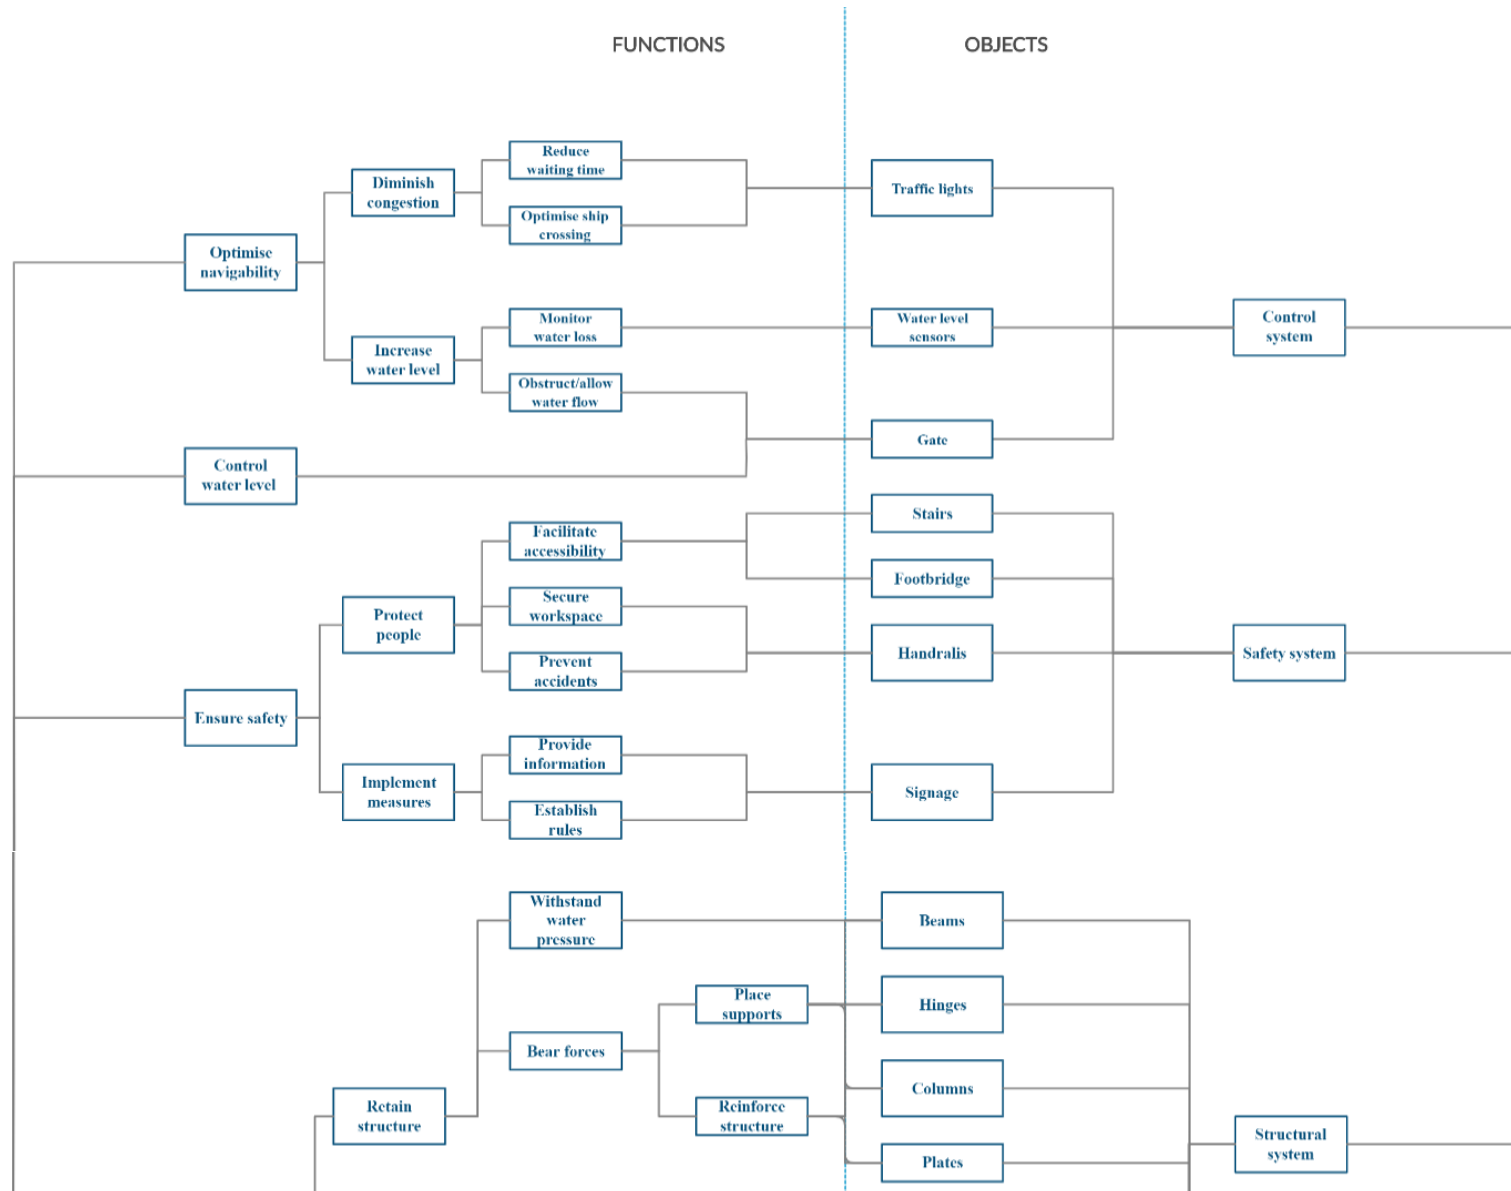 FUNCTIONS
OBJECTS
Reduce
waiting time
Diminish
congestion
Traffic lights
Optimise ship
crossing
Optimise
navigability
Monitor
water loss
Water level
sensors
Control
system
Increase
water level
Obstruct/allow
water flow
Gate
Control
water level
Stairs
Facilitate
accessibility
Footbridge
Secure
workspace
Protect
people
Handralis
Safety system
Prevent
accidents
Ensure safety
Provide
information
Implement
measures
Signage
Establish
rules
Withstand
water
pressure
Beams
Place
supports
Hinges
Bear forces
Columns
Retain
structure
Reinforce
structure
Plates
Structural
system